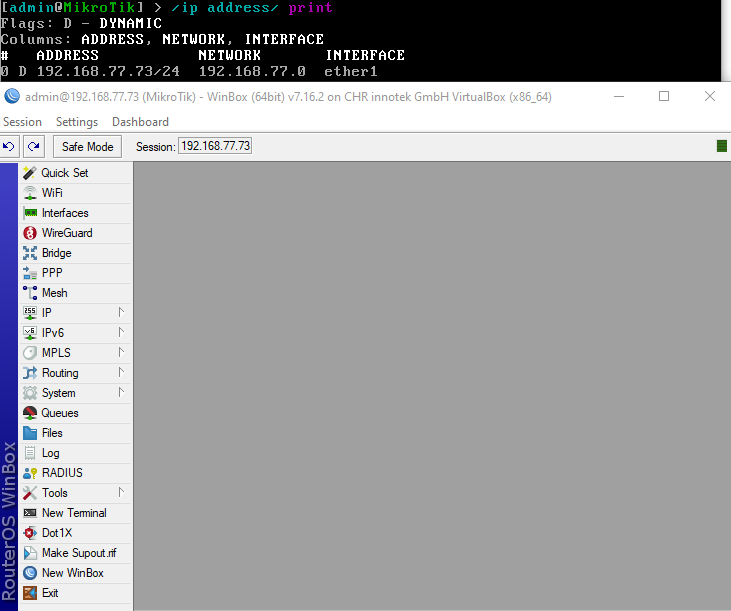 [admin@MikroTik] > /ip address/ print
Flags: D - DYNAMIC
Columns: ADDRESS, NETWORK, INTERFACE
#   ADDRESS           NETWORK       INTERFACE
0 D 192.168.77.73/24  192.168.77.0  ether1
admin@192.168.77.73 (MikroTik) - WinBox (64bit) v7.16.2 on CHR innotek GmbH VirtualBox (x86_64)
Session Settings Dashboard
Safe Mode Session: 192.168.77.73
Quick Set
WiFi
Interfaces
WireGuard
Bridge
PPP
Mesh
255 IP
v6 IPv6
MPLS
Routing
System
Queues
Files
Log
RADIUS
Tools
New Terminal
Dot1X
Make Supout.rif
New WinBox
Exit
RouterOS WinBox